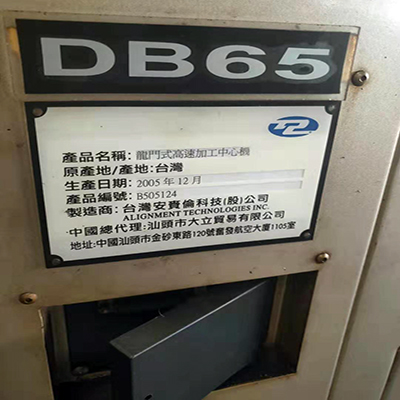 DB65
產品名稱: 龍門式高速加工中心機
原產地/產地: 台灣
生產日期: 2005 年 12 月
產品編號: B505124
製造商: 台灣安賚倫科技(股)公司
ALIGNMENT TECHNOLOGIES INC.
中國總代理: 汕頭市大立貿易有限公司
地址: 中國汕頭市金砂東路120號奮發航空大廈1105室